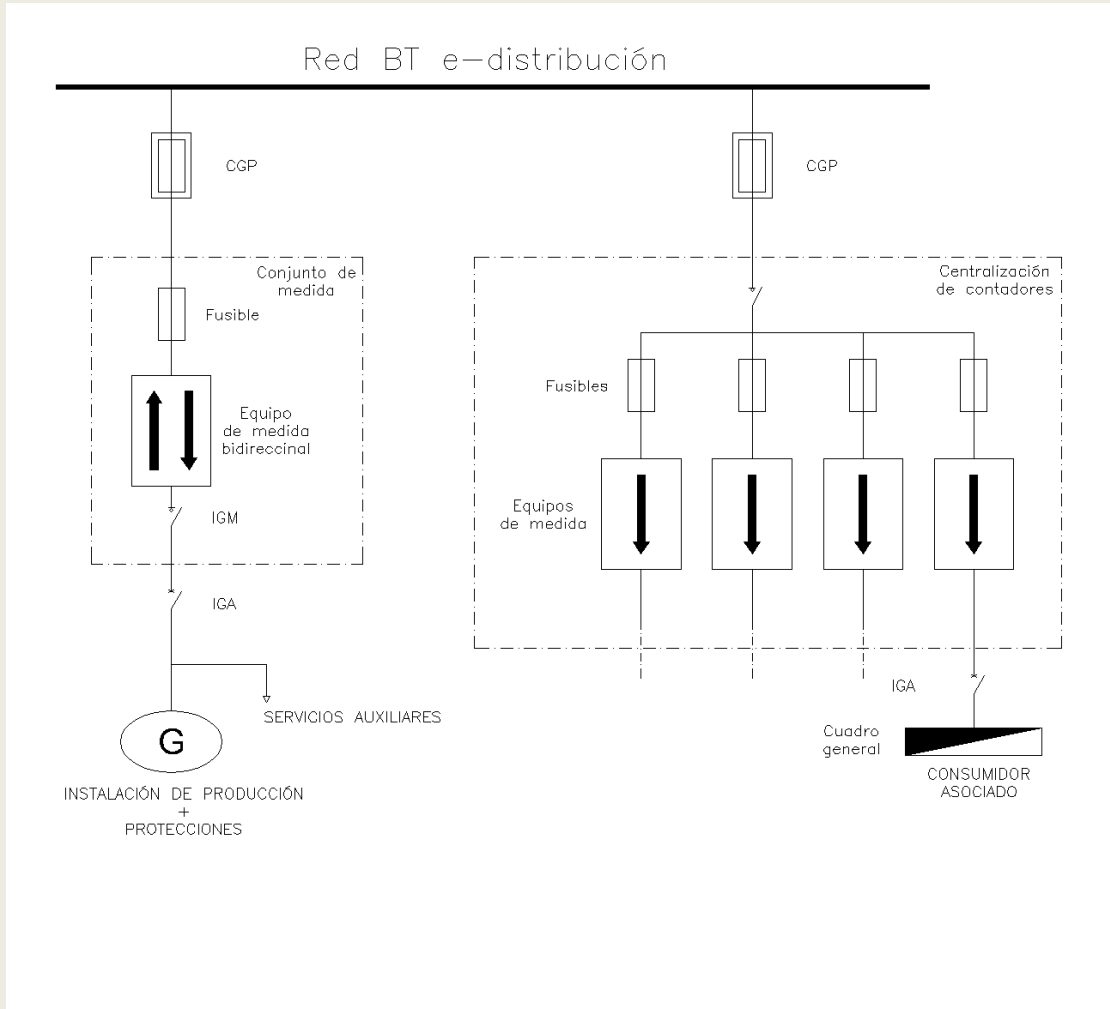 Red BT e-distribución
CGP
Conjunto de
medida
Fusible
Equipo
de medida
bidireccinal
IGM
IGA
SERVICIOS AUXILIARES
G
INSTALACIÓN DE PRODUCCIÓN
+
PROTECCIONES
CGP
Centralización
de contadores
Fusibles
Equipos
de medida
IGA
Cuadro
general
CONSUMIDOR
ASOCIADO